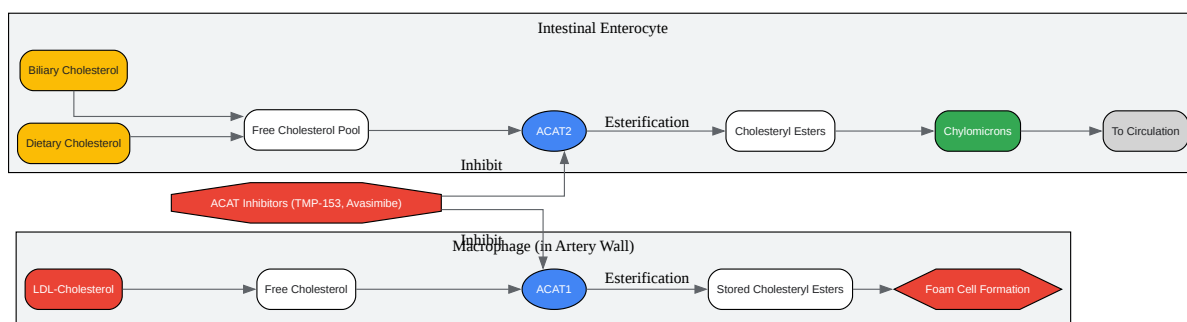 Intestinal Enterocyte
Biliary Cholesterol
Dietary Cholesterol
Free Cholesterol Pool
ACAT2
Esterification
Cholesteryl Esters
Chylomicrons
To Circulation
Inhibit
ACAT Inhibitors (TMP-153, Avasimibe)
Inhibit
Macrophage (in Artery Wall)
LDL-Cholesterol
Free Cholesterol
ACAT1
Esterification
Stored Cholesteryl Esters
Foam Cell Formation